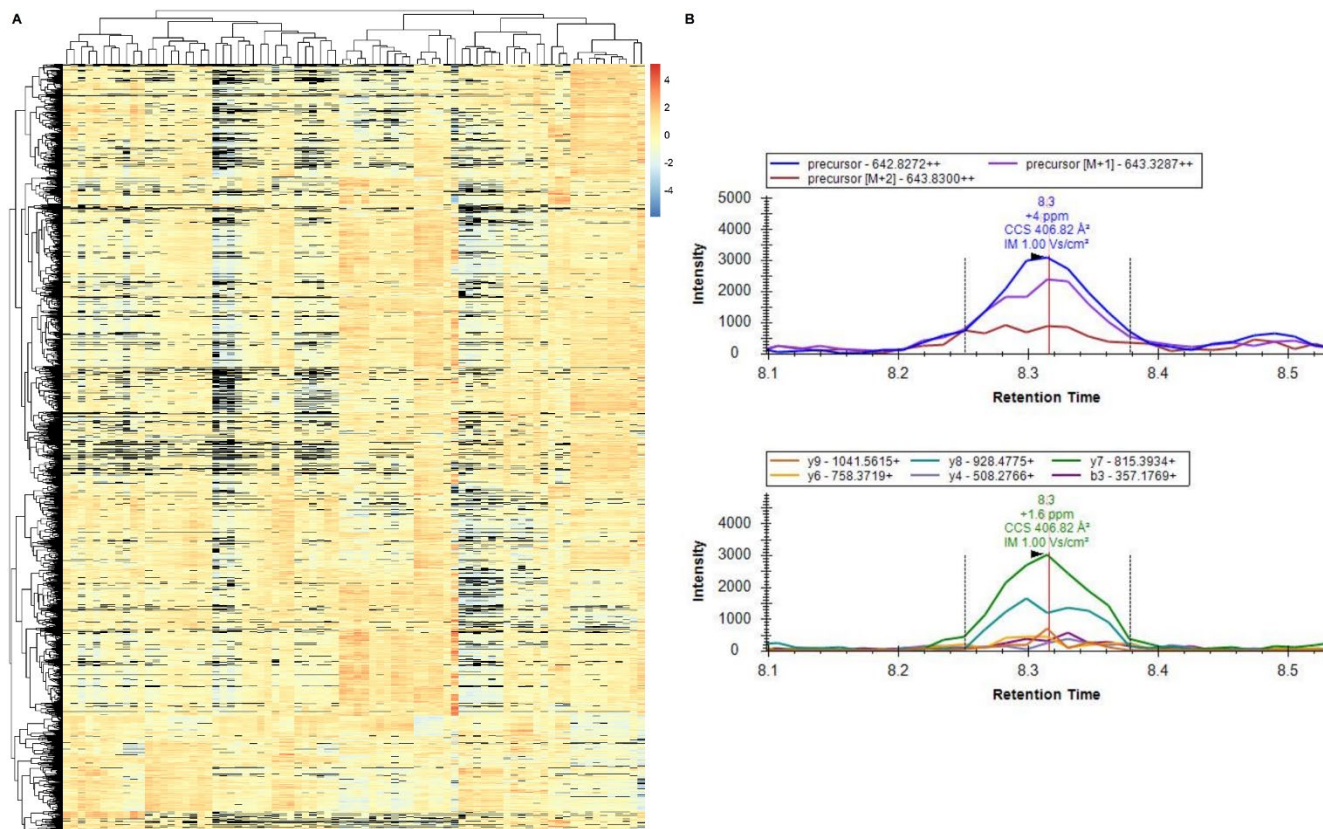 A
4
2
0
-2
-4
B
precursor - 642.8272++ precursor [M+1] - 643.3287++
precursor [M+2] - 643.8300++
8.3
+4 ppm
CCS 406.82 Å²
IM 1.00 Vs/cm²
5000
4000
3000
2000
1000
0
Intensity
8.1 8.2 8.3 8.4 8.5
Retention Time
y9 - 1041.5615+ y8 - 928.4775+ y7 - 815.3934+
y6 - 758.3719+ y4 - 508.2766+ b3 - 357.1769+
8.3
+1.6 ppm
CCS 406.82 Å²
IM 1.00 Vs/cm²
4000
3000
2000
1000
0
Intensity
8.1 8.2 8.3 8.4 8.5
Retention Time